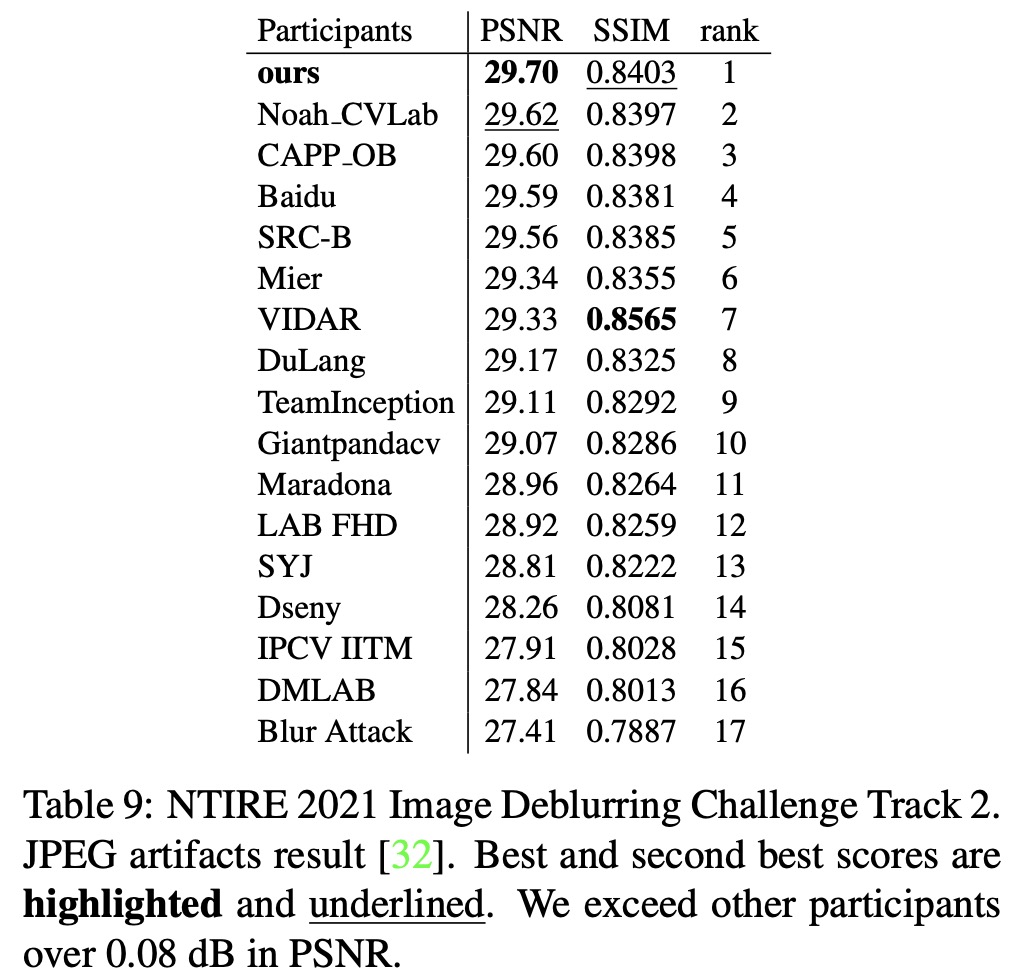 Participants PSNR SSIM rank
ours 29.70 0.8403 1
Noah_CVLab 29.62 0.8397 2
CAPP_OB 29.60 0.8398 3
Baidu 29.59 0.8381 4
SRC-B 29.56 0.8385 5
Mier 29.34 0.8355 6
VIDAR 29.33 0.8565 7
DuLang 29.17 0.8325 8
TeamInception 29.11 0.8292 9
Giantpandacv 29.07 0.8286 10
Maradona 28.96 0.8264 11
LAB FHD 28.92 0.8259 12
SYJ 28.81 0.8222 13
Dseny 28.26 0.8081 14
IPCV IITM 27.91 0.8028 15
DMLAB 27.84 0.8013 16
Blur Attack 27.41 0.7887 17
Table 9: NTIRE 2021 Image Deblurring Challenge Track 2.
JPEG artifacts result [32]. Best and second best scores are
highlighted and underlined. We exceed other participants
over 0.08 dB in PSNR.